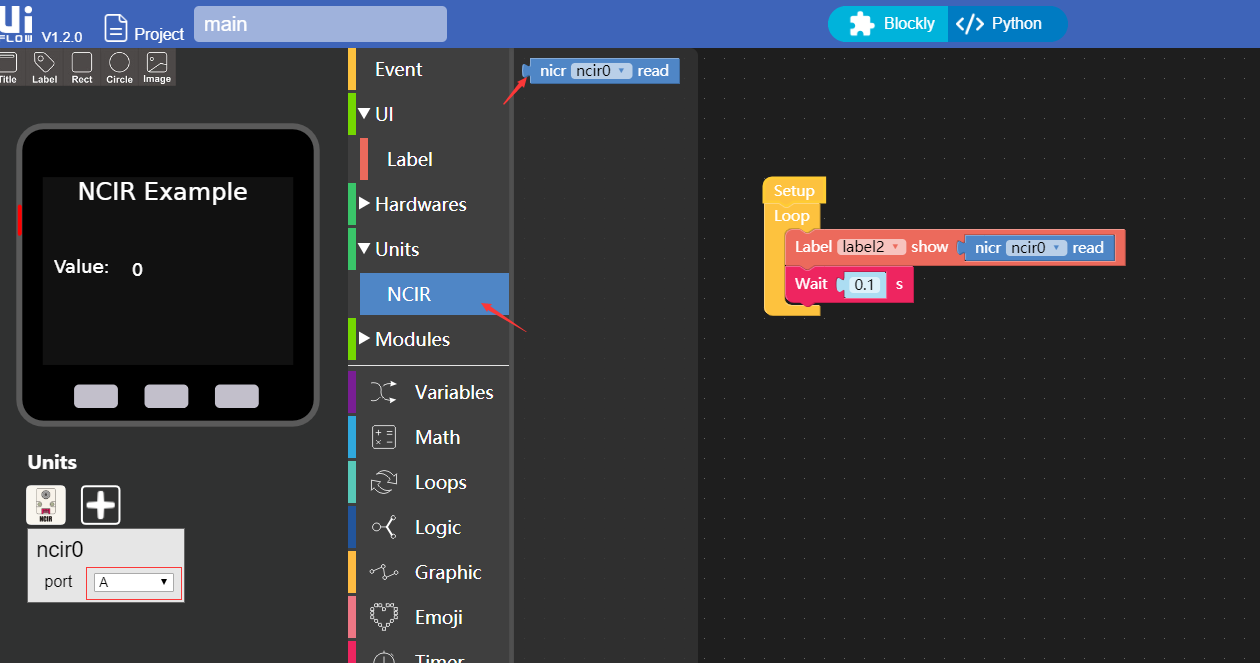 Ui
FLOW
V1.2.0
Project
main
Blockly
</> Python
Title
Label
Rect
Circle
Image
NCIR Example
Value: 0
Units
NCIR
ncir0
port A
Event
UI
Label
Hardwares
Units
NCIR
Modules
Variables
Math
Loops
Logic
Graphic
Emoji
Timer
nicr ncir0 read
Setup
Loop
Label label2 show nicr ncir0 read
Wait 0.1 s